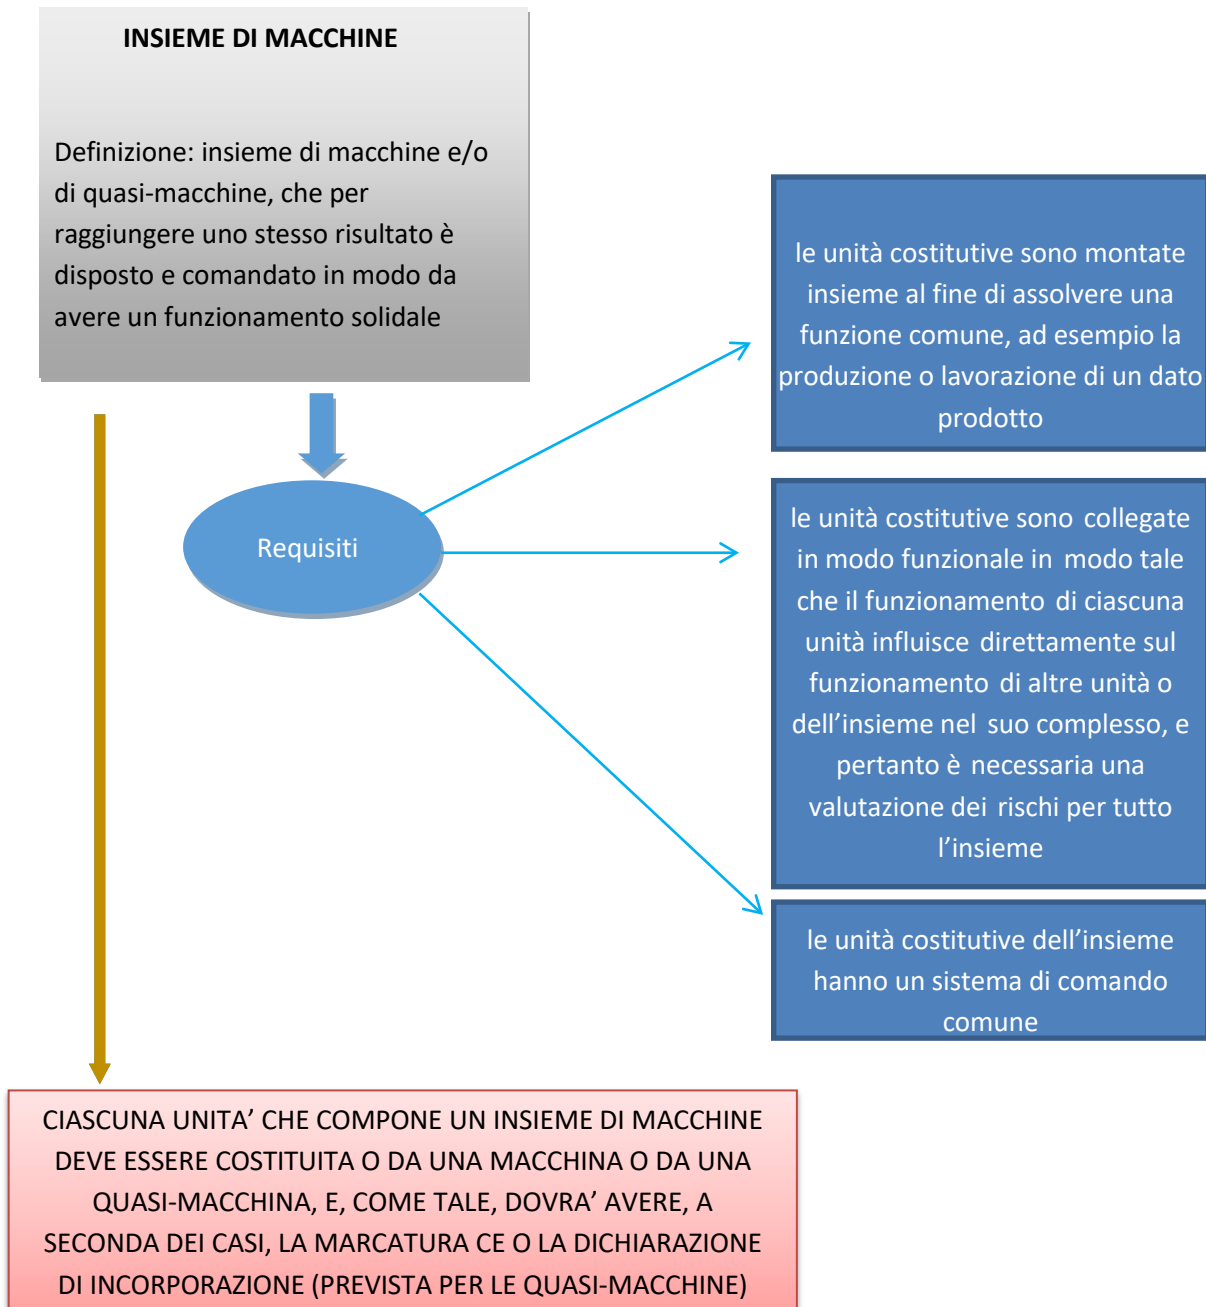 INSIEME DI MACCHINE
Definizione: insieme di macchine e/o
di quasi-macchine, che per
raggiungere uno stesso risultato è
disposto e comandato in modo da
avere un funzionamento solidale
Requisiti
le unità costitutive sono montate
insieme al fine di assolvere una
funzione comune, ad esempio la
produzione o lavorazione di un dato
prodotto
le unità costitutive sono collegate
in modo funzionale in modo tale
che il funzionamento di ciascuna
unità influisce direttamente sul
funzionamento di altre unità o
dell’insieme nel suo complesso, e
pertanto è necessaria una
valutazione dei rischi per tutto
l’insieme
le unità costitutive dell’insieme
hanno un sistema di comando
comune
CIASCUNA UNITA’ CHE COMPONE UN INSIEME DI MACCHINE
DEVE ESSERE COSTITUITA O DA UNA MACCHINA O DA UNA
QUASI-MACCHINA, E, COME TALE, DOVRA’ AVERE, A
SECONDA DEI CASI, LA MARCATURA CE O LA DICHIARAZIONE
DI INCORPORAZIONE (PREVISTA PER LE QUASI-MACCHINE)